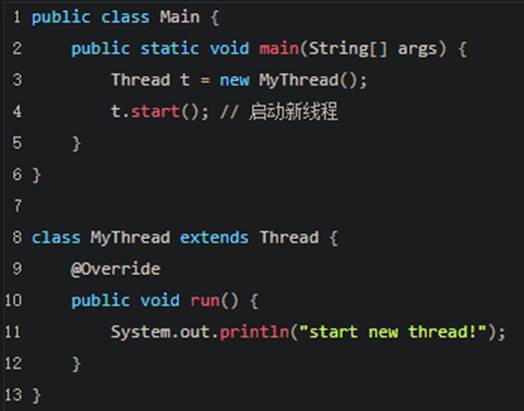 1 public class Main {
2     public static void main(String[] args) {
3         Thread t = new MyThread();
4         t.start(); // 启动新线程
5     }
6 }
7
8 class MyThread extends Thread {
9     @Override
10     public void run() {
11         System.out.println("start new thread!");
12     }
13 }